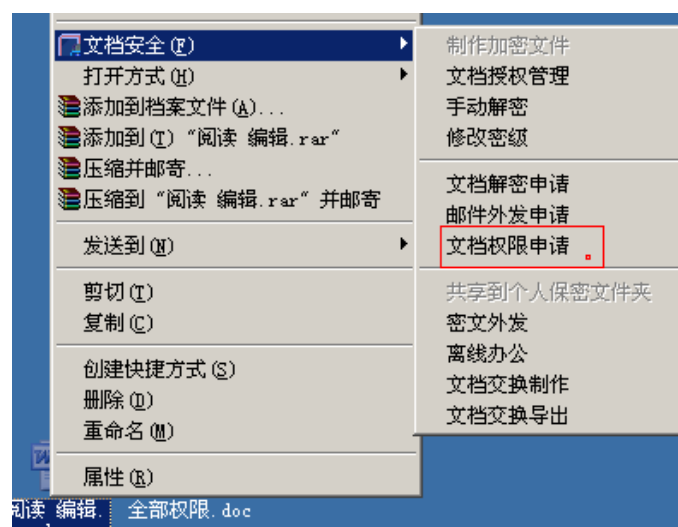 文档安全(F)
打开方式(H)
添加到档案文件(A)...
添加到(T) "阅读 编辑.rar"
压缩并邮寄...
压缩到 "阅读 编辑.rar" 并邮寄
发送到(N)
剪切(T)
复制(C)
创建快捷方式(S)
删除(D)
重命名(M)
属性(R)
制作加密文件
文档授权管理
手动解密
修改密级
文档解密申请
邮件外发申请
文档权限申请
共享到个人保密文件夹
密文外发
离线办公
文档交换制作
文档交换导出
阅读 编辑.
全部权限.doc